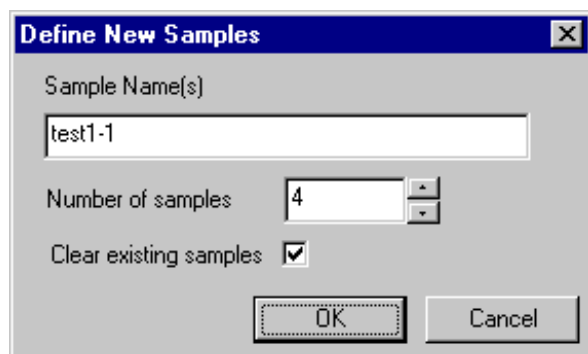 Define New Samples
Sample Name(s)
test1-1
Number of samples 4
Clear existing samples
OK Cancel